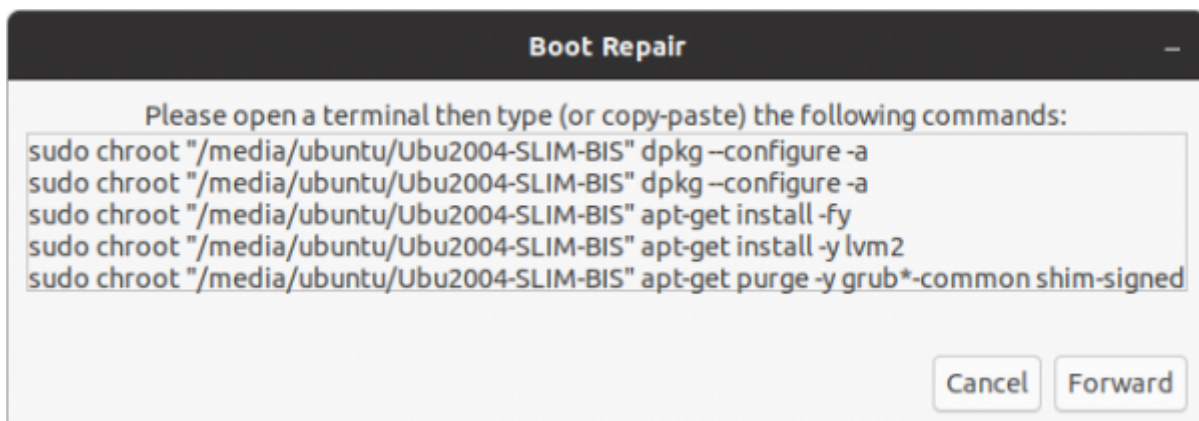 Boot Repair
Please open a terminal then type (or copy-paste) the following commands:
sudo chroot "/media/ubuntu/Ubu2004-SLIM-BIS" dpkg --configure -a
sudo chroot "/media/ubuntu/Ubu2004-SLIM-BIS" dpkg --configure -a
sudo chroot "/media/ubuntu/Ubu2004-SLIM-BIS" apt-get install -fy
sudo chroot "/media/ubuntu/Ubu2004-SLIM-BIS" apt-get install -y lvm2
sudo chroot "/media/ubuntu/Ubu2004-SLIM-BIS" apt-get purge -y grub*-common shim-signed
Cancel Forward